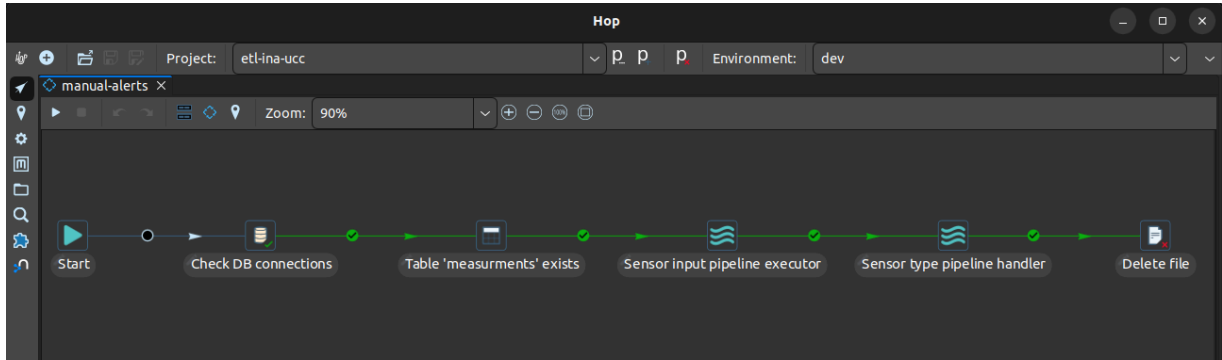 Hop
Project: etl-ina-ucc p p p Environment: dev
manual-alerts
Zoom: 90% 100%
Start Check DB connections Table 'measurments' exists Sensor input pipeline executor Sensor type pipeline handler Delete file